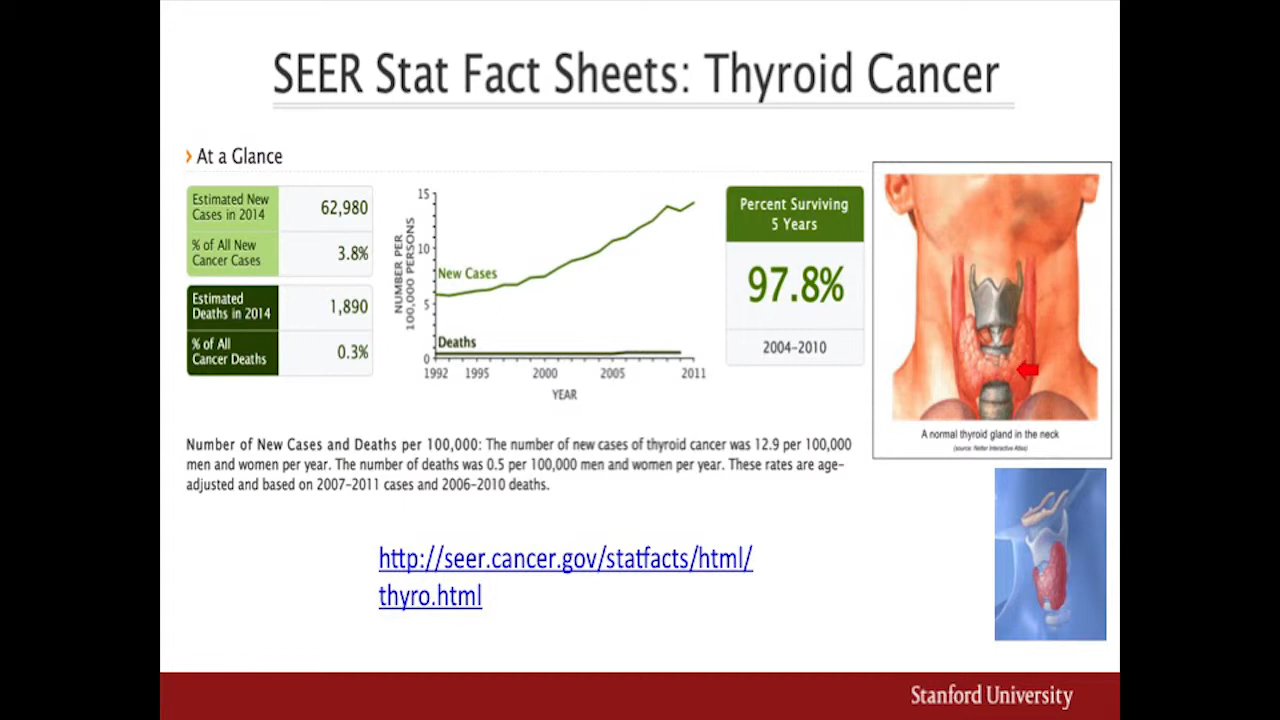 SEER Stat Fact Sheets: Thyroid Cancer
At a Glance
Estimated New
Cases in 2014
62,980
% of All New
Cancer Cases
3.8%
Estimated
Deaths in 2014
1,890
% of All
Cancer Deaths
0.3%
NUMBER PER
100,000 PERSONS
15
10
5
0
New Cases
Deaths
1992
1995
2000
2005
2011
YEAR
Percent Surviving
5 Years
97.8%
2004-2010
A normal thyroid gland in the neck
(source: Netter Interactive Atlas)
Number of New Cases and Deaths per 100,000: The number of new cases of thyroid cancer was 12.9 per 100,000
men and women per year. The number of deaths was 0.5 per 100,000 men and women per year. These rates are age-
adjusted and based on 2007-2011 cases and 2006-2010 deaths.
http://seer.cancer.gov/statfacts/html/
thyro.html
Stanford University